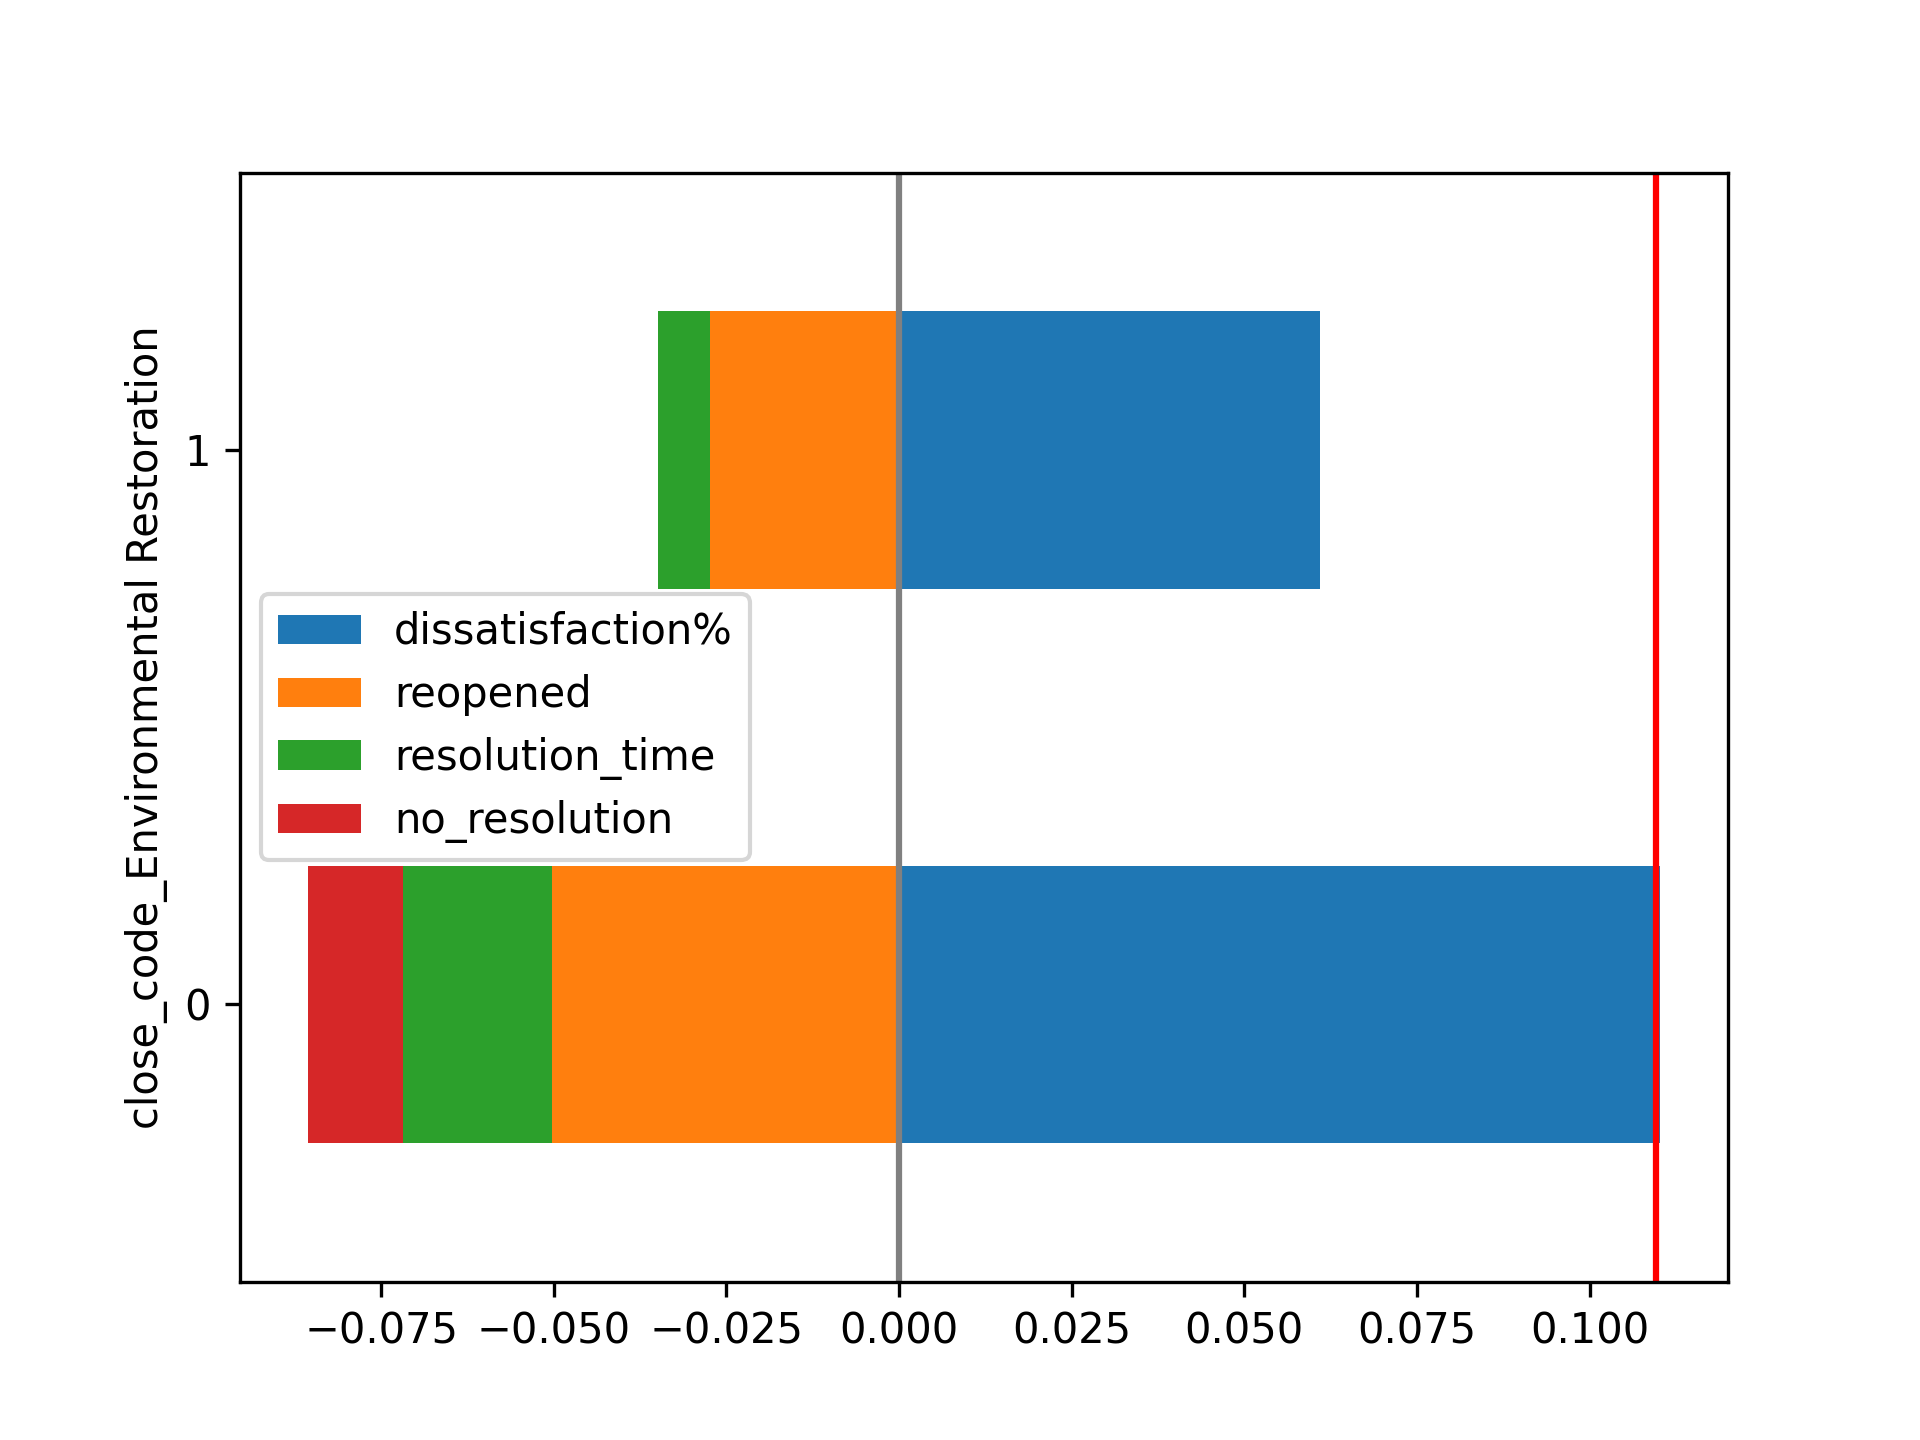 close_code_Environmental Restoration
1
0
dissatisfaction%
reopened
resolution_time
no_resolution
−0.075 −0.050 −0.025 0.000 0.025 0.050 0.075 0.100